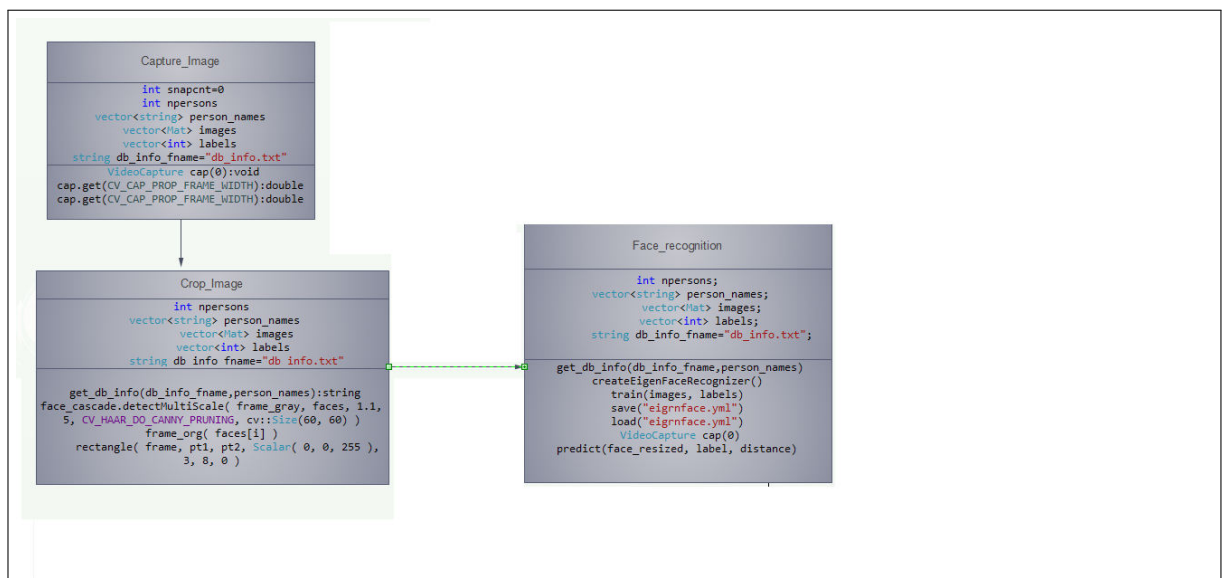 Capture_Image
int snapcnt=0
int npersons
vector<string> person_names
vector<Mat> images
vector<int> labels
string db_info_fname="db_info.txt"
VideoCapture cap(0):void
cap.get(CV_CAP_PROP_FRAME_WIDTH):double
cap.get(CV_CAP_PROP_FRAME_WIDTH):double
Crop_Image
int npersons
vector<string> person_names
vector<Mat> images
vector<int> labels
string db info fname="db info.txt"
get_db_info(db_info_fname,person_names):string
face_cascade.detectMultiScale( frame_gray, faces, 1.1,
5, CV_HAAR_DO_CANNY_PRUNING, cv::Size(60, 60) )
frame_org( faces[i] )
rectangle( frame, pt1, pt2, Scalar( 0, 0, 255 ),
3, 8, 0 )
Face_recognition
int npersons;
vector<string> person_names;
vector<Mat> images;
vector<int> labels;
string db_info_fname="db_info.txt";
get_db_info(db_info_fname,person_names)
createEigenFaceRecognizer()
train(images, labels)
save("eigrnface.yml")
load("eigrnface.yml")
VideoCapture cap(0)
predict(face_resized, label, distance)